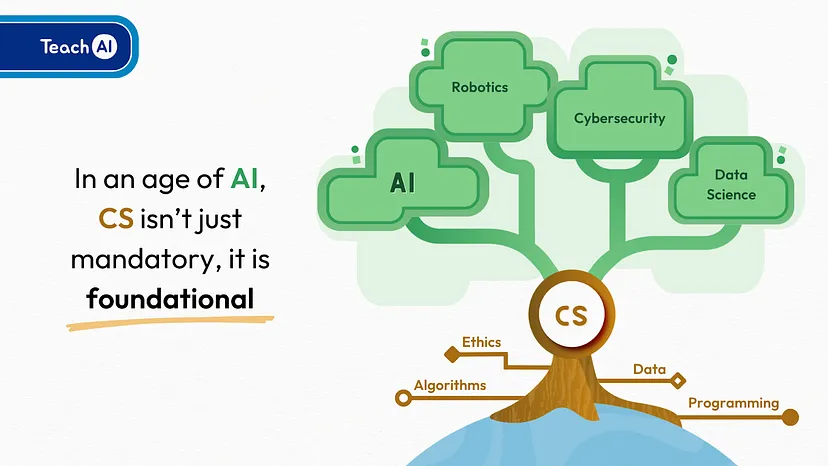 Teach AI
In an age of AI,
CS isn't just
mandatory, it is
foundational
Robotics
Cybersecurity
AI
Data
Science
CS
Ethics
Data
Algorithms
Programming